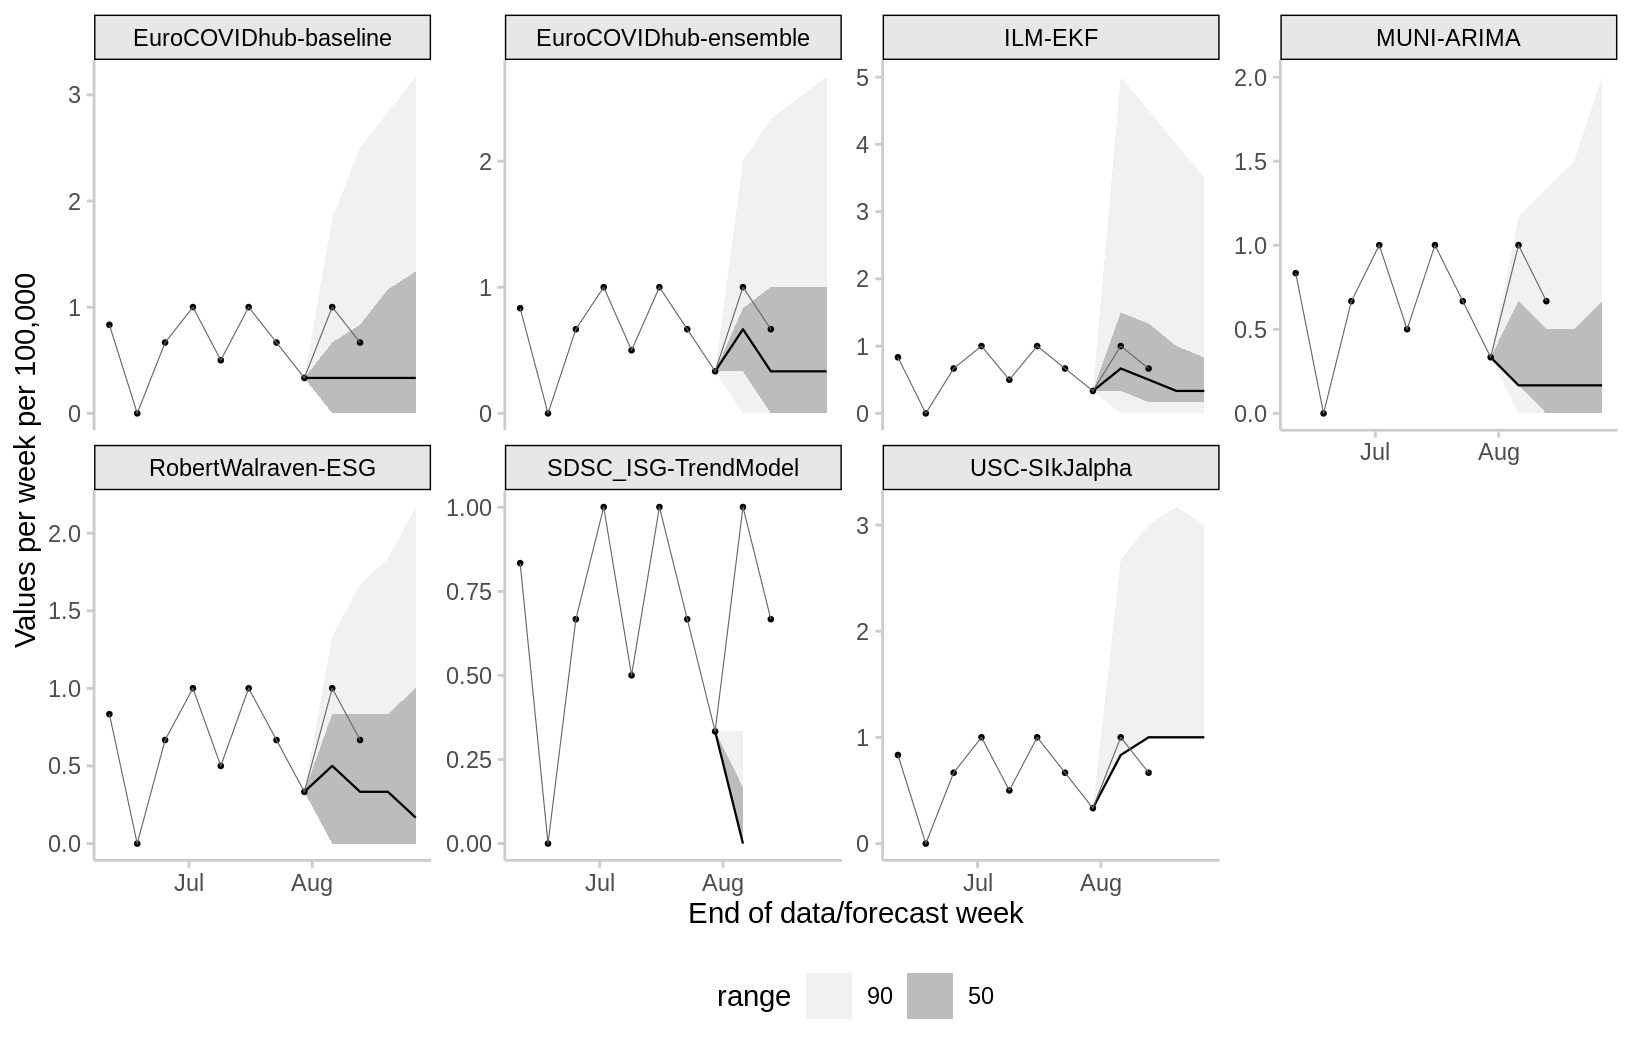 EuroCOVIDhub-baseline
EuroCOVIDhub-ensemble
ILM-EKF
MUNI-ARIMA
3
2
1
0
2
1
0
5
4
3
2
1
0
2.0
1.5
1.0
0.5
0.0
Jul
Aug
Values per week per 100,000
RobertWalraven-ESG
SDSC_ISG-TrendModel
USC-SIkJalpha
2.0
1.5
1.0
0.5
0.0
Jul
Aug
1.00
0.75
0.50
0.25
0.00
Jul
Aug
3
2
1
0
Jul
Aug
End of data/forecast week
range 90 50